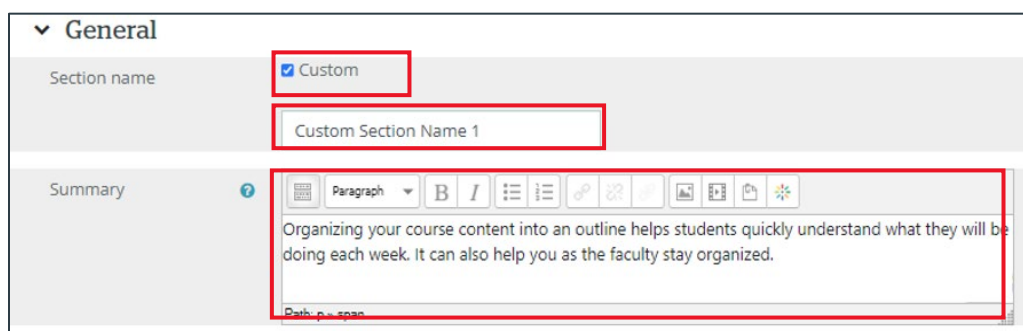 General
Section name
Custom
Custom Section Name 1
Summary
Paragraph
B I
Organizing your course content into an outline helps students quickly understand what they will be
doing each week. It can also help you as the faculty stay organized.
Path: p » span